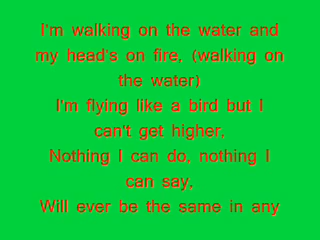 I'm walking on the water and
my head's on fire, (walking on
the water)
I'm flying like a bird but I
can't get higher,
Nothing I can do, nothing I
can say,
Will ever be the same in any